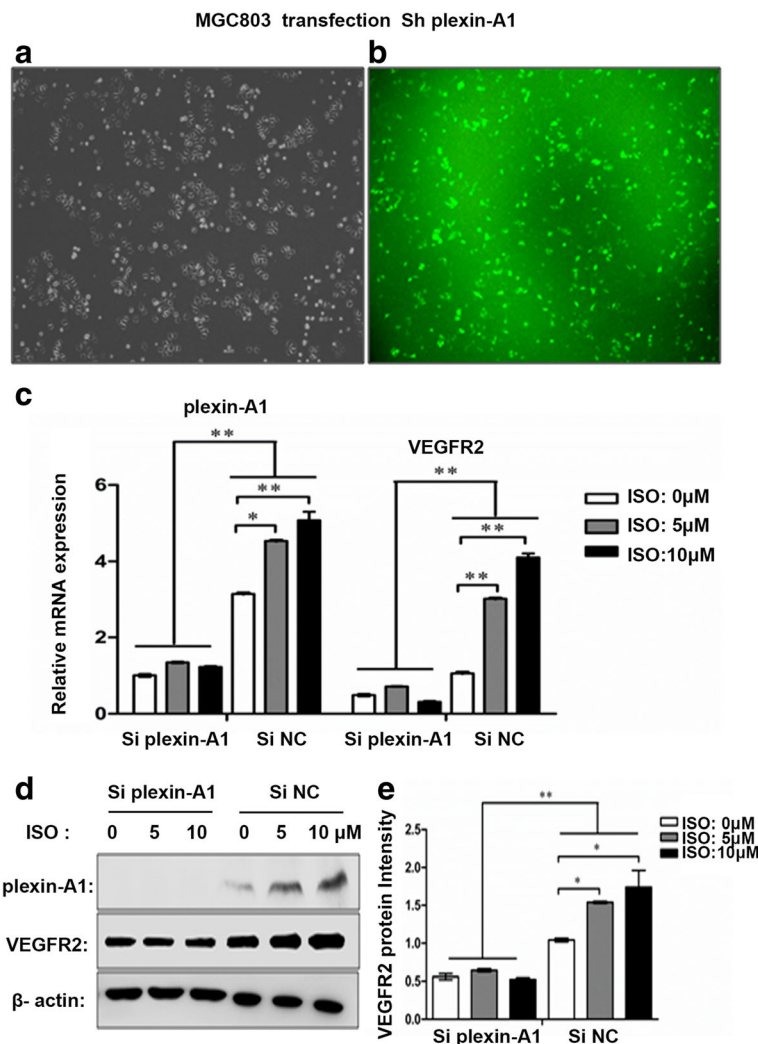 MGC803 transfection Sh plexin-A1
a
b
c
plexin-A1
VEGFR2
**
**
**
*
**
**
6
4
2
0
Relative mRNA expression
ISO: 0μM
ISO: 5μM
ISO:10μM
Si plexin-A1
Si NC
Si plexin-A1
Si NC
d
Si plexin-A1
Si NC
ISO : 0 5 10 0 5 10 μM
plexin-A1:
VEGFR2:
β- actin:
e
**
*
*
2.5
2.0
1.5
1.0
0.5
0.0
VEGFR2 protein Intensity
ISO: 0μM
ISO: 5μM
ISO:10μM
Si plexin-A1
Si NC